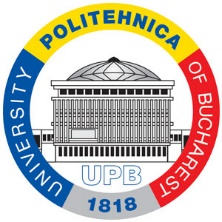 UNIVERSITY
POLITEHNICA
OF BUCHAREST
UPB
1818